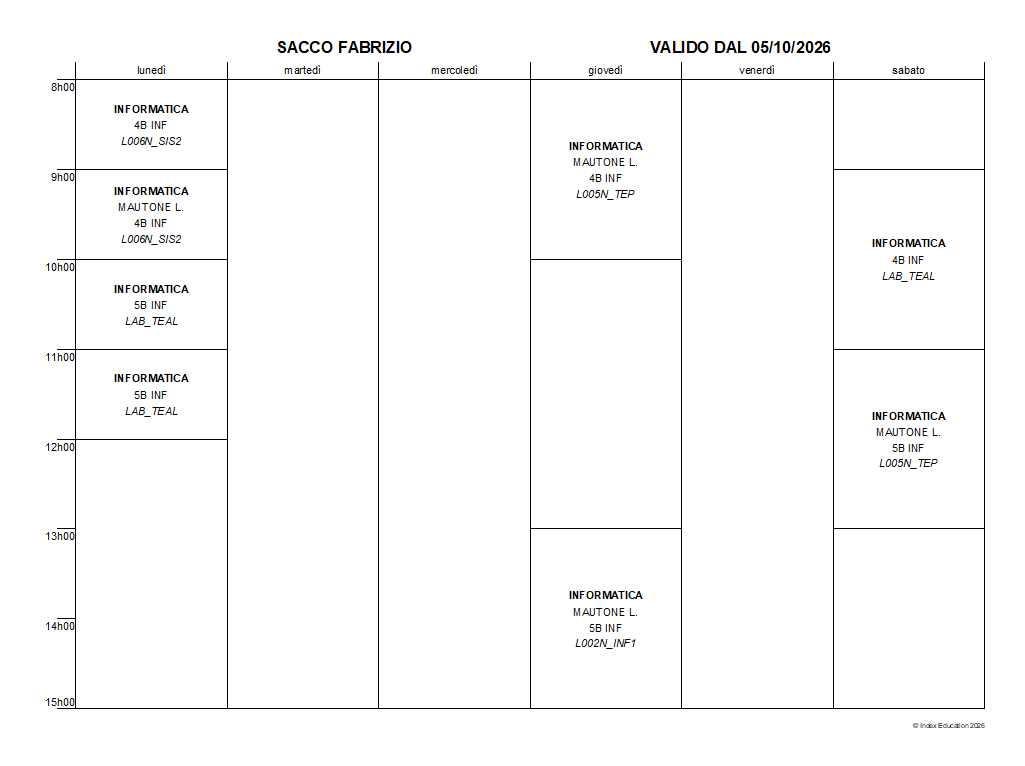 SACCO FABRIZIO
VALIDO DAL 05/10/2026
lunedì martedì mercoledì giovedì venerdì sabato
8h00
INFORMATICA
4B INF
L006N_SIS2
9h00
INFORMATICA
MAUTONE L.
4B INF
L006N_SIS2
10h00
INFORMATICA
5B INF
LAB_TEAL
11h00
INFORMATICA
5B INF
LAB_TEAL
12h00
13h00
14h00
15h00
INFORMATICA
MAUTONE L.
4B INF
L005N_TEP
INFORMATICA
MAUTONE L.
5B INF
L002N_INF1
INFORMATICA
4B INF
LAB_TEAL
INFORMATICA
MAUTONE L.
5B INF
L005N_TEP
© Index Education 2026